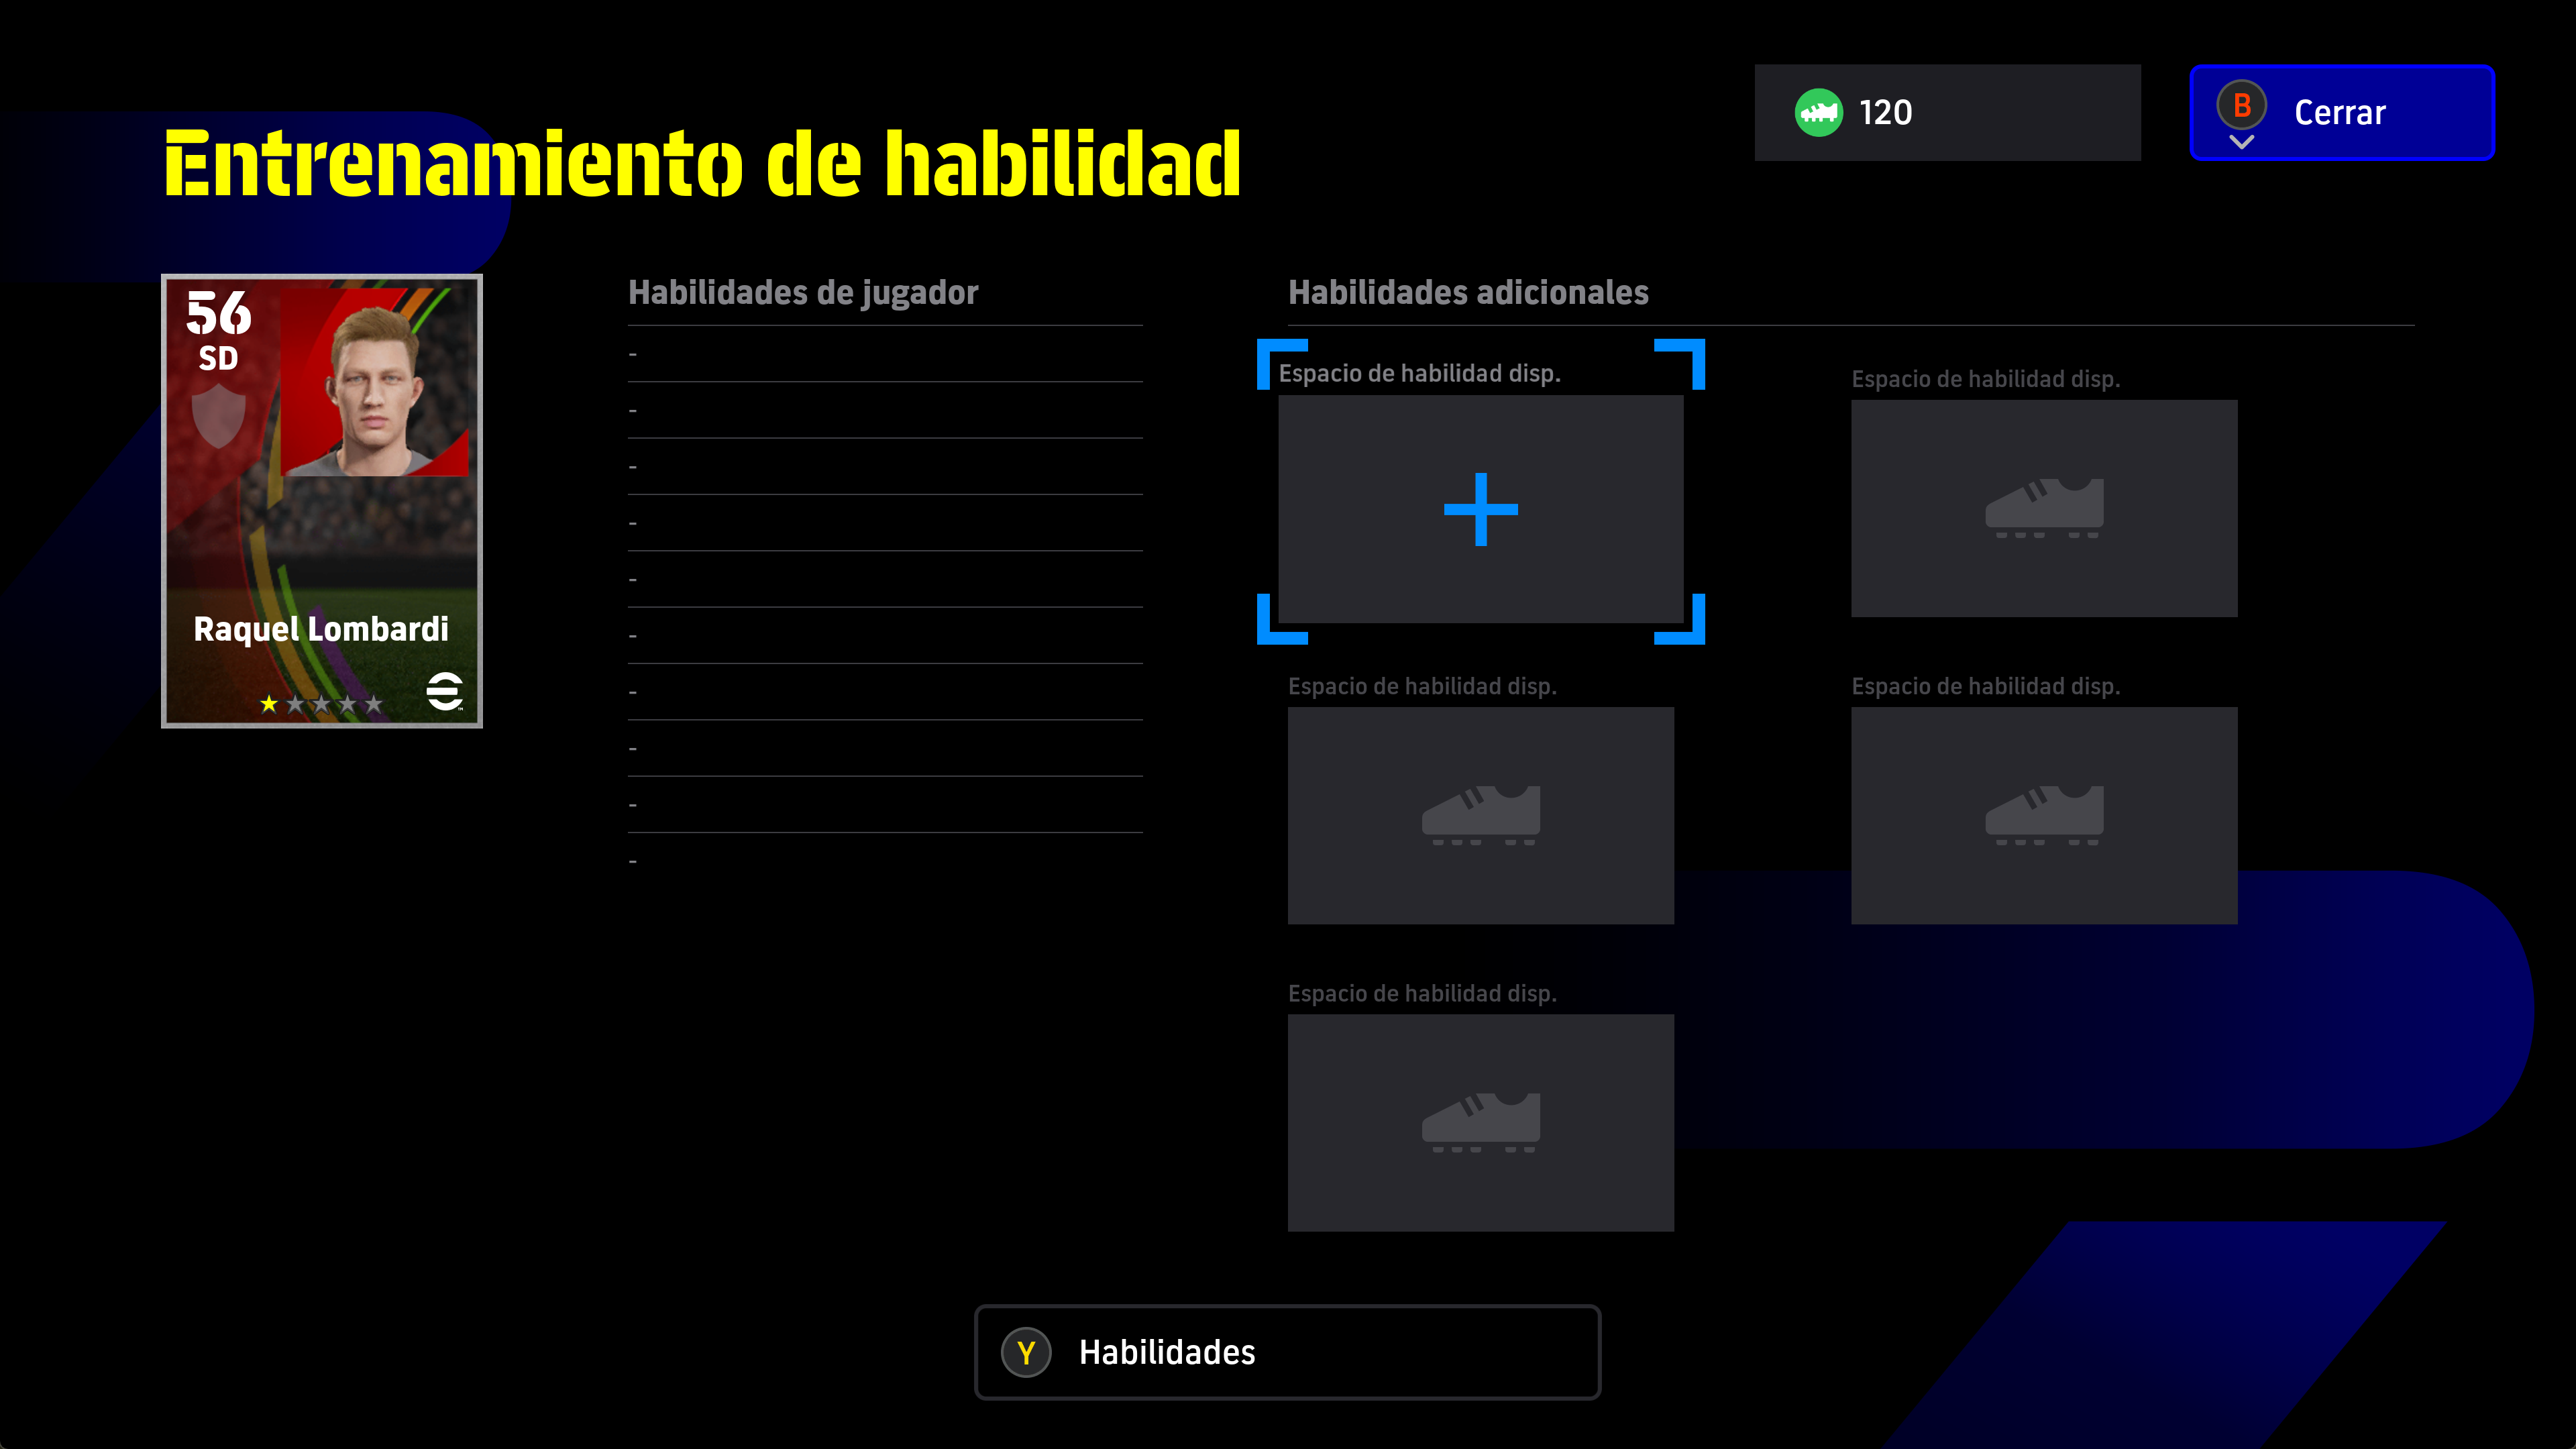 Entrenamiento de habilidad
120
B
Cerrar
56
SD
Raquel Lombardi
Habilidades de jugador
-
-
-
-
-
-
-
-
-
-
Habilidades adicionales
Espacio de habilidad disp.
Espacio de habilidad disp.
Espacio de habilidad disp.
Espacio de habilidad disp.
Espacio de habilidad disp.
Y
Habilidades